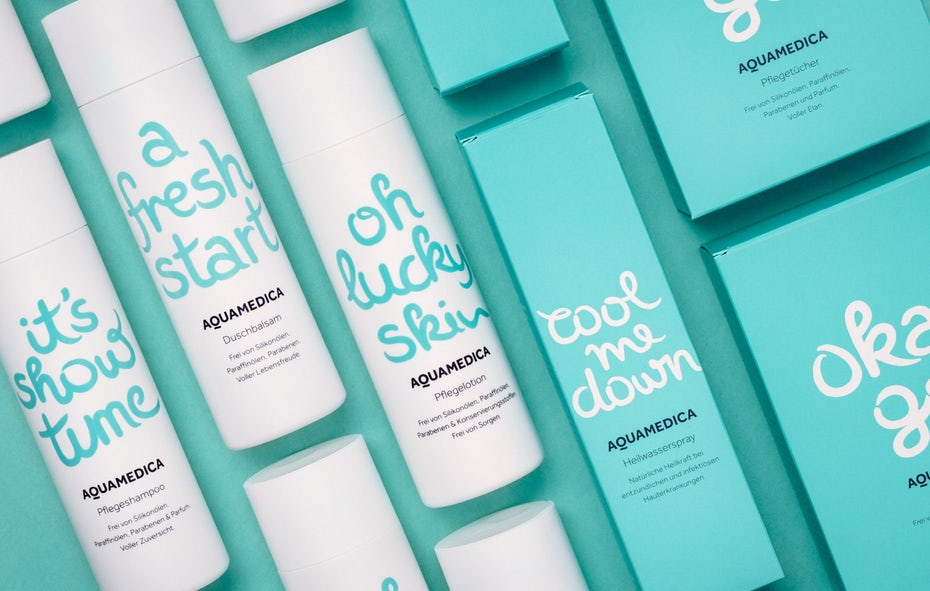 it's
show
time
AQUAMEDICA
Pflegeshampoo
Frei von Silikonölen,
Paraffinölen, Parabenen & Parfum.
Voller Zuversicht.
a
fresh
start
AQUAMEDICA
Duschbalsam
Frei von Silikonölen,
Paraffinölen, Parabenen.
Voller Lebensfreude.
oh
lucky
skin
AQUAMEDICA
Pflegelotion
Frei von Silikonölen, Paraffinölen,
Parabenen & Konservierungsstoffen.
Frei von Sorgen.
cool
me
down
AQUAMEDICA
Heilwasserspray
Natürliche Heilkraft bei
entzündlichen und infektiösen
Hauterkrankungen.
AQUAMEDICA
Pflegetücher
Frei von Silikonölen, Paraffinölen,
Parabenen und Parfum.
Voller Elan.